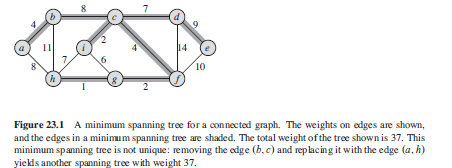 8 7
b c d
4 9
2
a 11 i 4 14 e
7 6
8 10
h g f
1 2
Figure 23.1 A minimum spanning tree for a connected graph. The weights on edges are shown,
and the edges in a minimum spanning tree are shaded. The total weight of the tree shown is 37. This
minimum spanning tree is not unique: removing the edge (b, c) and replacing it with the edge (a, h)
yields another spanning tree with weight 37.